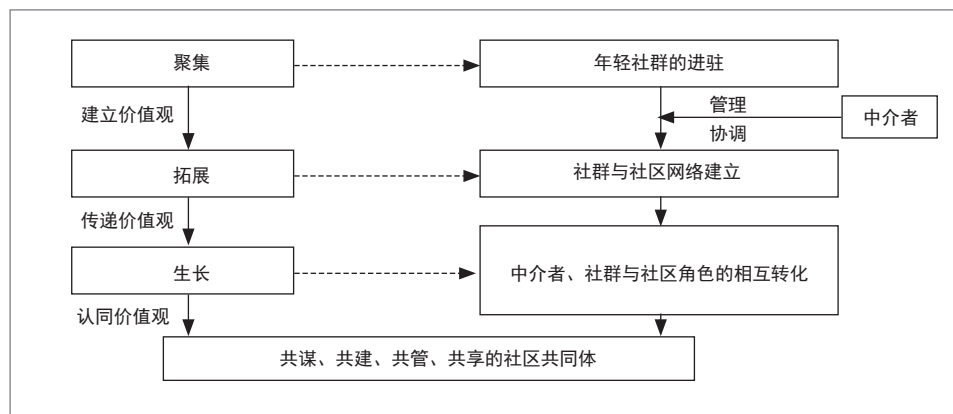 聚集
年轻社群的进驻
建立价值观
管理
协调
中介者
拓展
社群与社区网络建立
传递价值观
生长
中介者、社群与社区角色的相互转化
认同价值观
共谋、共建、共管、共享的社区共同体